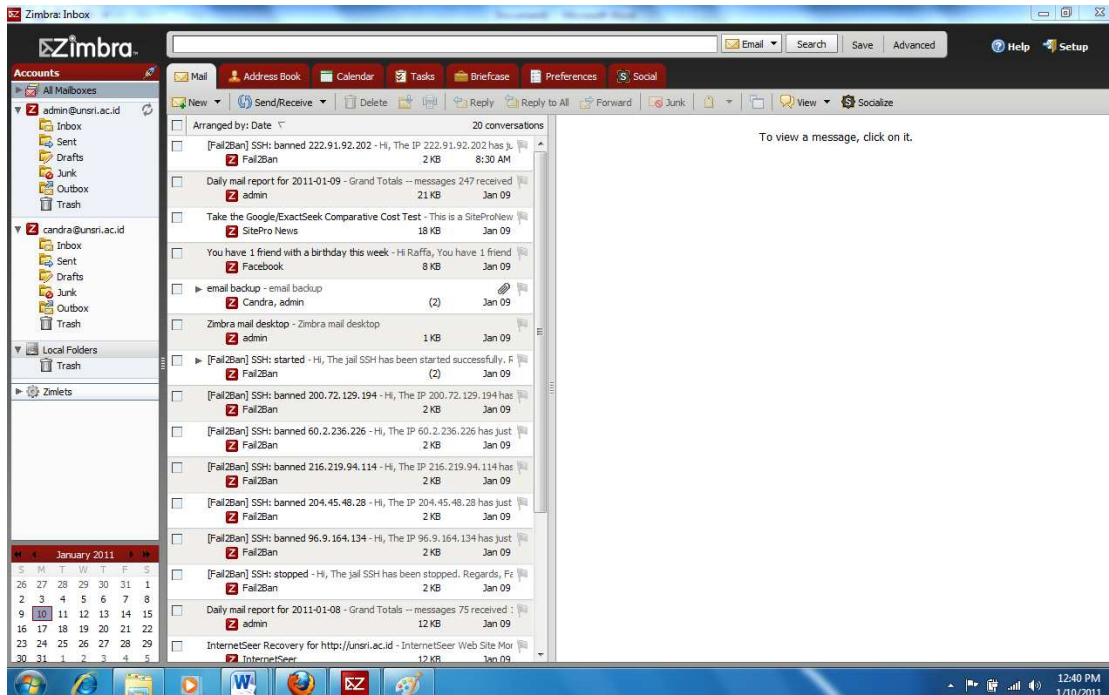 Zimbra: Inbox
Zimbra
Email
Search
Save
Advanced
Help
Setup
Accounts
All Mailboxes
admin@unsri.ac.id
Inbox
Sent
Drafts
Junk
Outbox
Trash
candra@unsri.ac.id
Inbox
Sent
Drafts
Junk
Outbox
Trash
Local Folders
Trash
Zimlets
January 2011
S M T W T F S
26 27 28 29 30 31 1
2 3 4 5 6 7 8
9 10 11 12 13 14 15
16 17 18 19 20 21 22
23 24 25 26 27 28 29
30 31 1 2 3 4 5
Mail Address Book Calendar Tasks Briefcase Preferences Social
New Send/Receive Delete Reply Reply to All Forward Junk View Socialize
Arranged by: Date 20 conversations
[Fail2Ban] SSH: banned 222.91.92.202 - Hi, The IP 222.91.92.202 has ju
Fail2Ban 2 KB 8:30 AM
Daily mail report for 2011-01-09 - Grand Totals -- messages 247 received
admin 21 KB Jan 09
Take the Google/ExactSeek Comparative Cost Test - This is a SiteProNew
SitePro News 18 KB Jan 09
You have 1 friend with a birthday this week - Hi Raffa, You have 1 friend
Facebook 8 KB Jan 09
email backup - email backup
Candra, admin (2) Jan 09
Zimbra mail desktop - Zimbra mail desktop
admin 1 KB Jan 09
[Fail2Ban] SSH: started - Hi, The jail SSH has been started successfully. R
Fail2Ban (2) Jan 09
[Fail2Ban] SSH: banned 200.72.129.194 - Hi, The IP 200.72.129.194 has
Fail2Ban 2 KB Jan 09
[Fail2Ban] SSH: banned 60.2.236.226 - Hi, The IP 60.2.236.226 has just
Fail2Ban 2 KB Jan 09
[Fail2Ban] SSH: banned 216.219.94.114 - Hi, The IP 216.219.94.114 has
Fail2Ban 2 KB Jan 09
[Fail2Ban] SSH: banned 204.45.48.28 - Hi, The IP 204.45.48.28 has just
Fail2Ban 2 KB Jan 09
[Fail2Ban] SSH: banned 96.9.164.134 - Hi, The IP 96.9.164.134 has just
Fail2Ban 2 KB Jan 09
[Fail2Ban] SSH: stopped - Hi, The jail SSH has been stopped. Regards, Fa
Fail2Ban 2 KB Jan 09
Daily mail report for 2011-01-08 - Grand Totals -- messages 75 received :
admin 12 KB Jan 09
InternetSeer Recovery for http://unsri.ac.id - InternetSeer Web Site Mor
InternetSeer 12 KB Jan 09
To view a message, click on it.
12:40 PM
1/10/2011